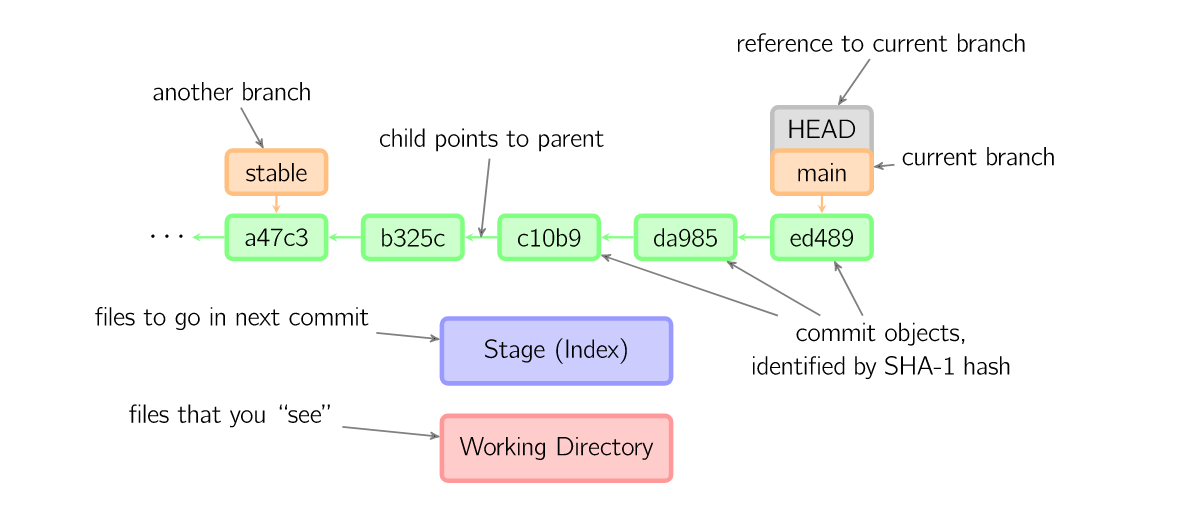 reference to current branch
another branch
HEAD
child points to parent
current branch
stable
main
··· a47c3 b325c c10b9 da985 ed489
files to go in next commit
commit objects,
Stage (Index)
identified by SHA-1 hash
files that you “see”
Working Directory